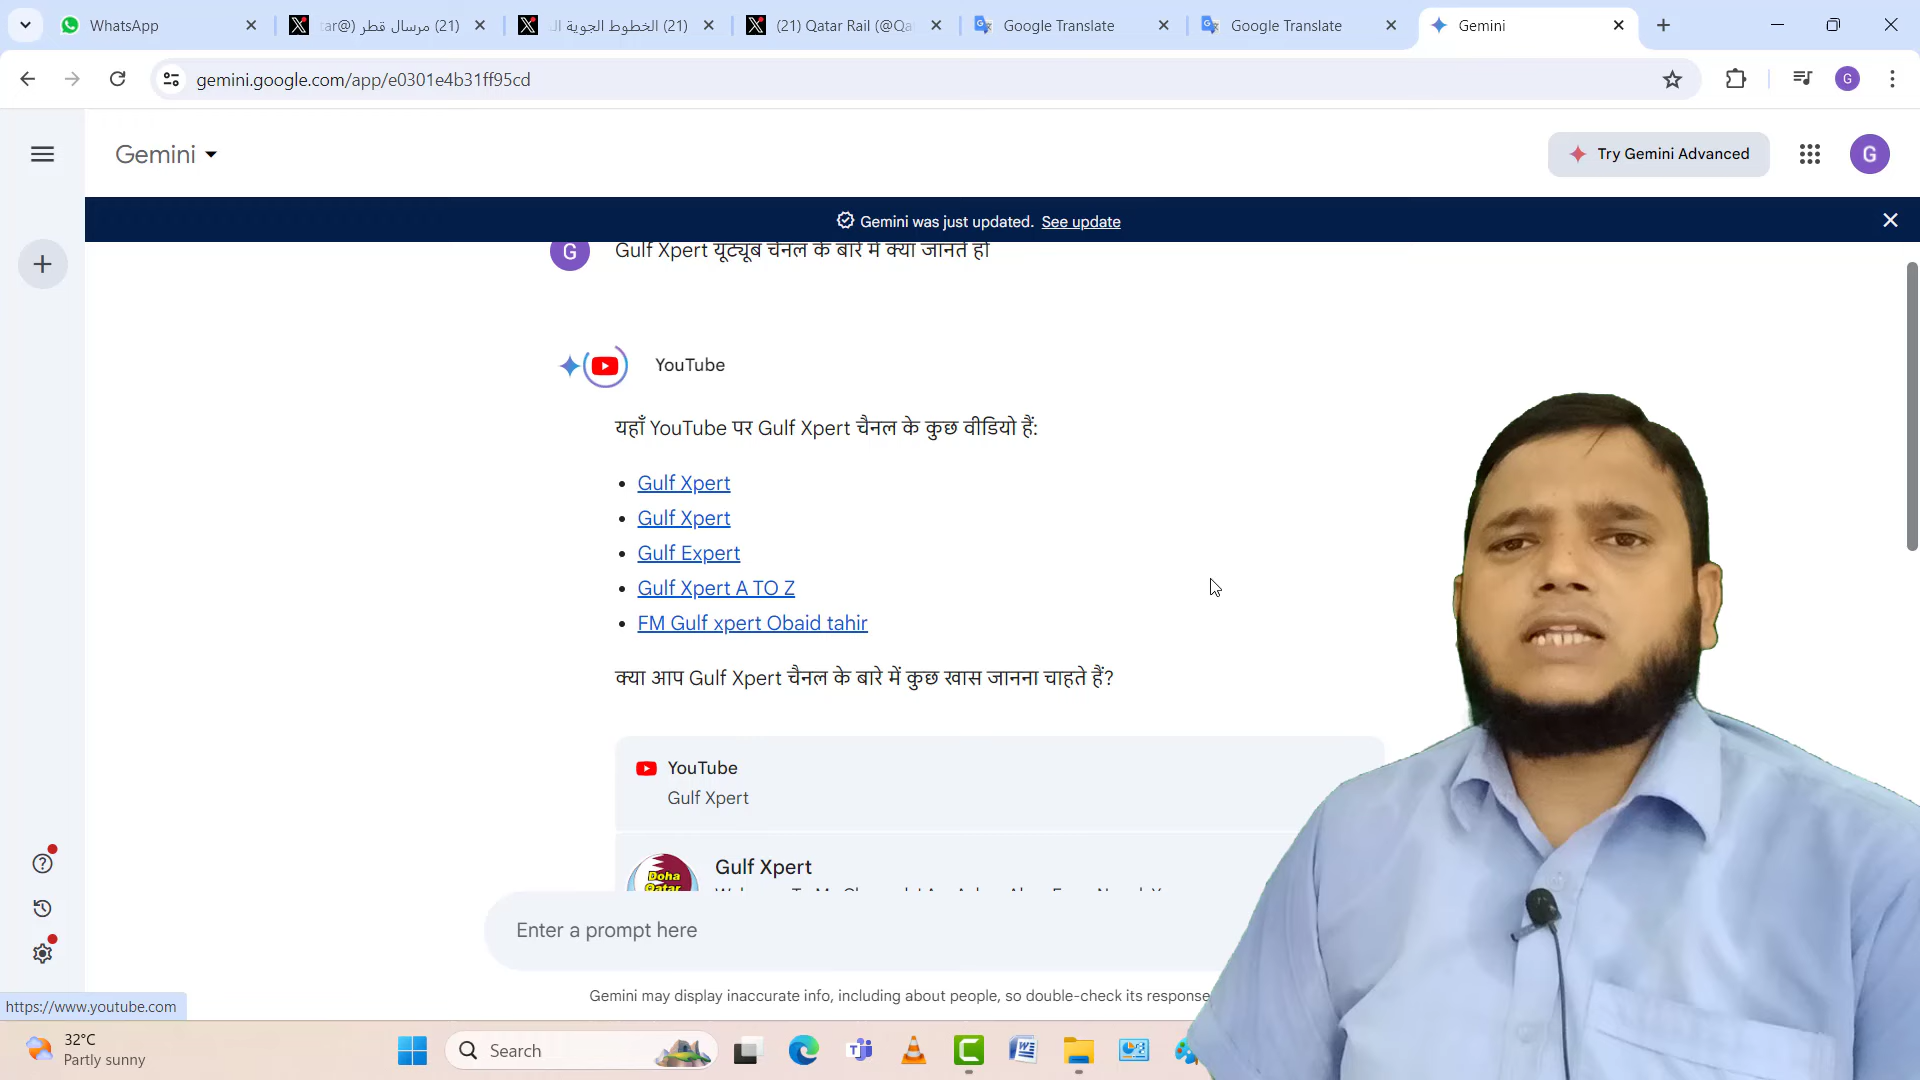 WhatsApp
(21) مرسال قطر (@tar
(21) الخطوط الجوية الـ
(21) Qatar Rail (@Qa
Google Translate
Google Translate
Gemini
gemini.google.com/app/e0301e4b31ff95cd
G
Gemini
Try Gemini Advanced
G
Gemini was just updated. See update
G
Gulf Xpert यूट्यूब चैनल के बारे में क्या जानते हो
YouTube
यहाँ YouTube पर Gulf Xpert चैनल के कुछ वीडियो हैं:
• Gulf Xpert
• Gulf Xpert
• Gulf Expert
• Gulf Xpert A TO Z
• FM Gulf xpert Obaid tahir
क्या आप Gulf Xpert चैनल के बारे में कुछ खास जानना चाहते हैं?
YouTube
Gulf Xpert
Doha
Qatar
Gulf Xpert
Enter a prompt here
Gemini may display inaccurate info, including about people, so double-check its response
https://www.youtube.com
32°C
Partly sunny
Search